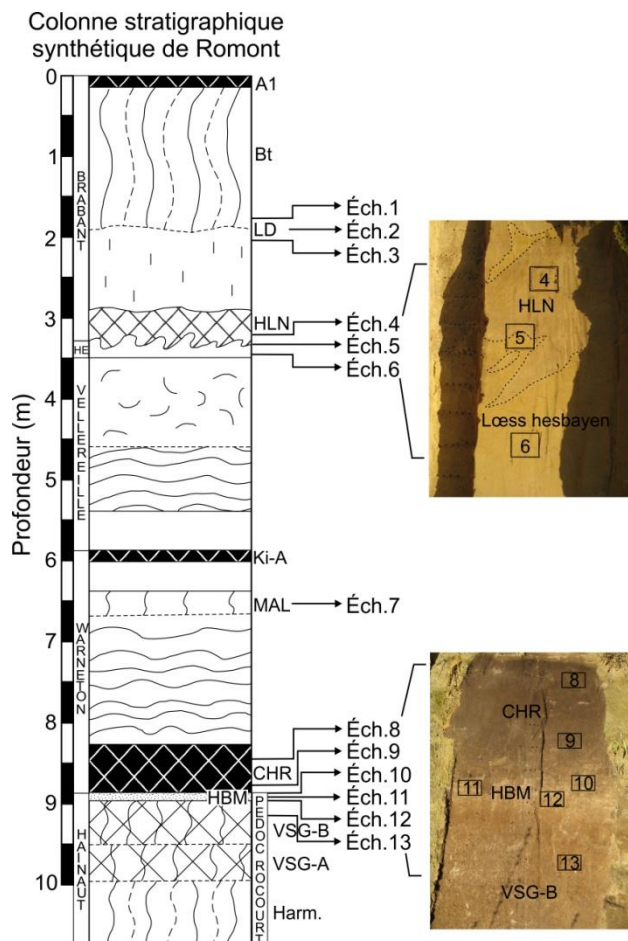 Colonne stratigraphique
synthétique de Romont
Profondeur (m)
0
1
2
3
4
5
6
7
8
9
10
BRABANT
HE
VELLEREILLE
WARNETON
HAINAUT
A1
Bt
LD
HLN
Ki-A
MAL
CHR
HBM
VSG-B
VSG-A
Harm.
PEDOC ROCOURT
Éch.1
Éch.2
Éch.3
Éch.4
Éch.5
Éch.6
Éch.7
Éch.8
Éch.9
Éch.10
Éch.11
Éch.12
Éch.13
4
HLN
5
Lœss hesbayen
6
8
CHR
9
11 HBM 12 10
13
VSG-B